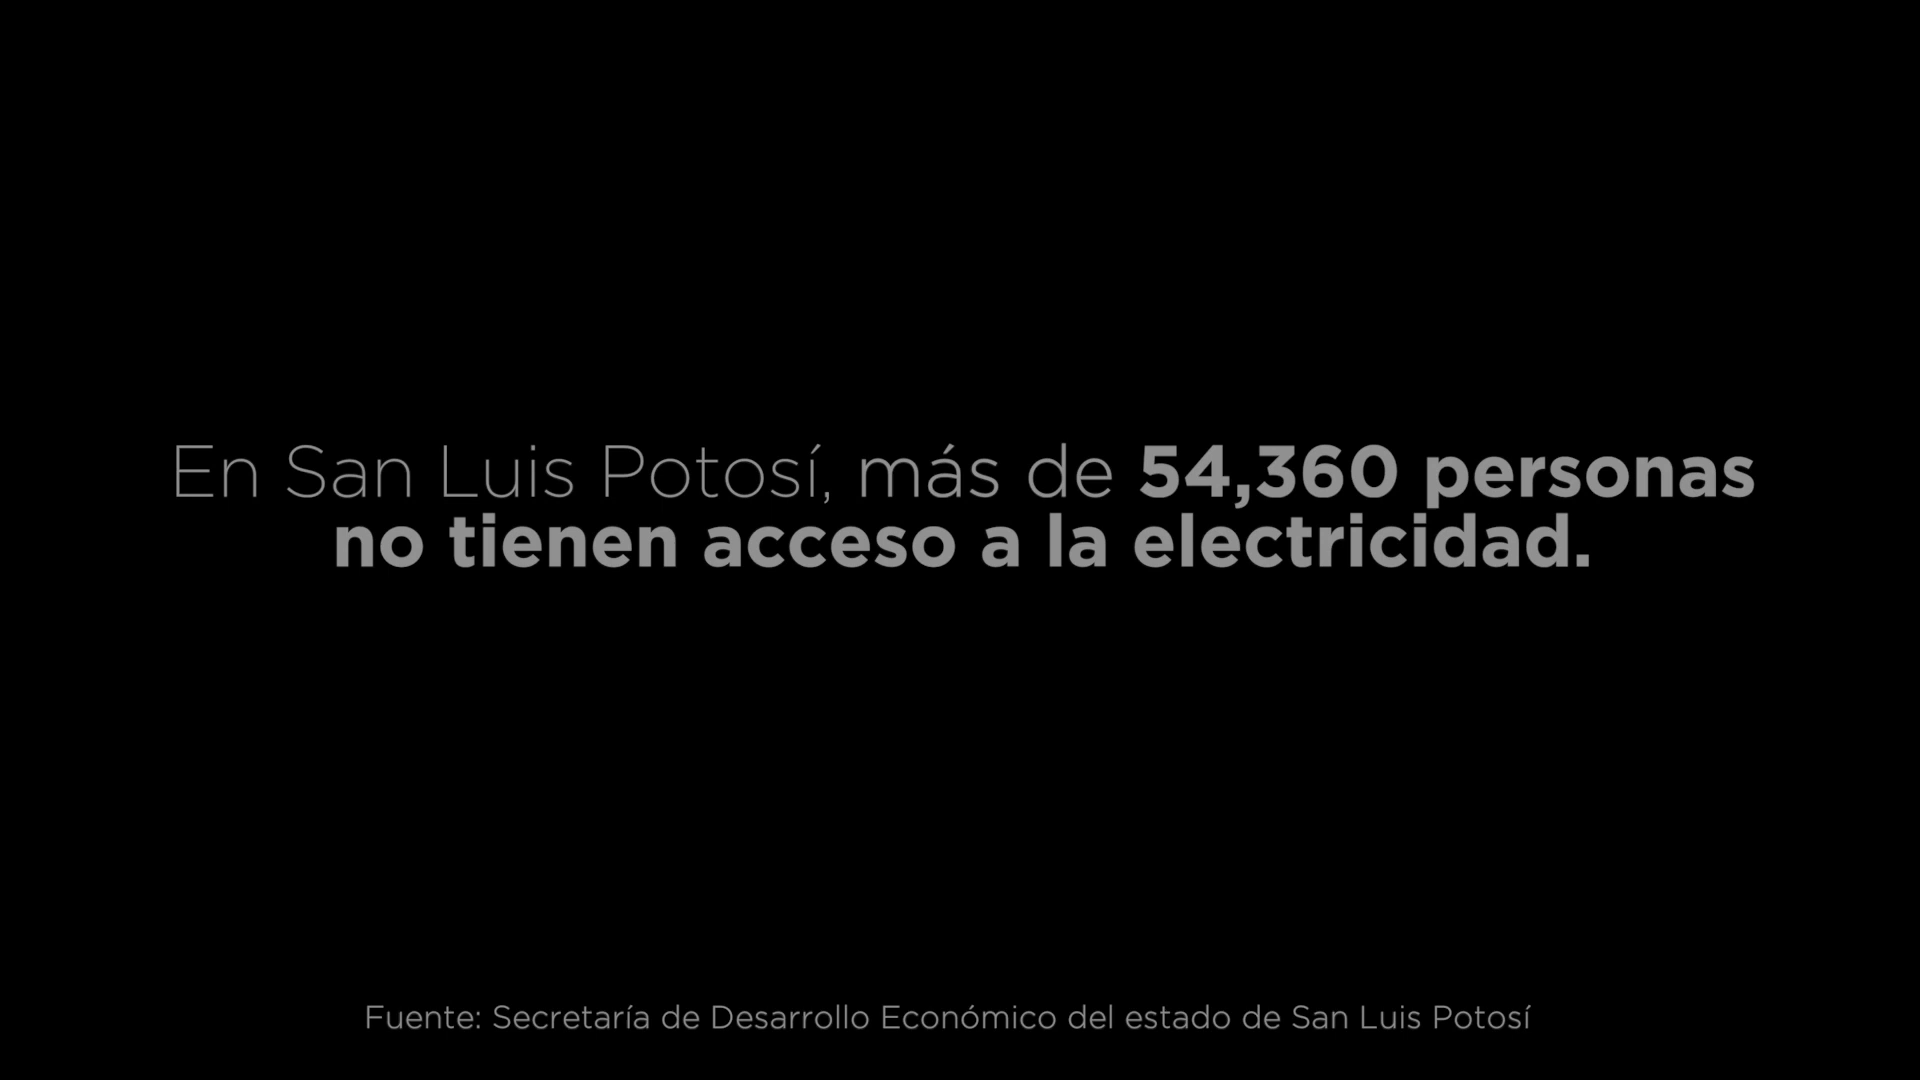 En San Luis Potosí, más de 54,360 personas
no tienen acceso a la electricidad.
Fuente: Secretaría de Desarrollo Económico del estado de San Luis Potosí